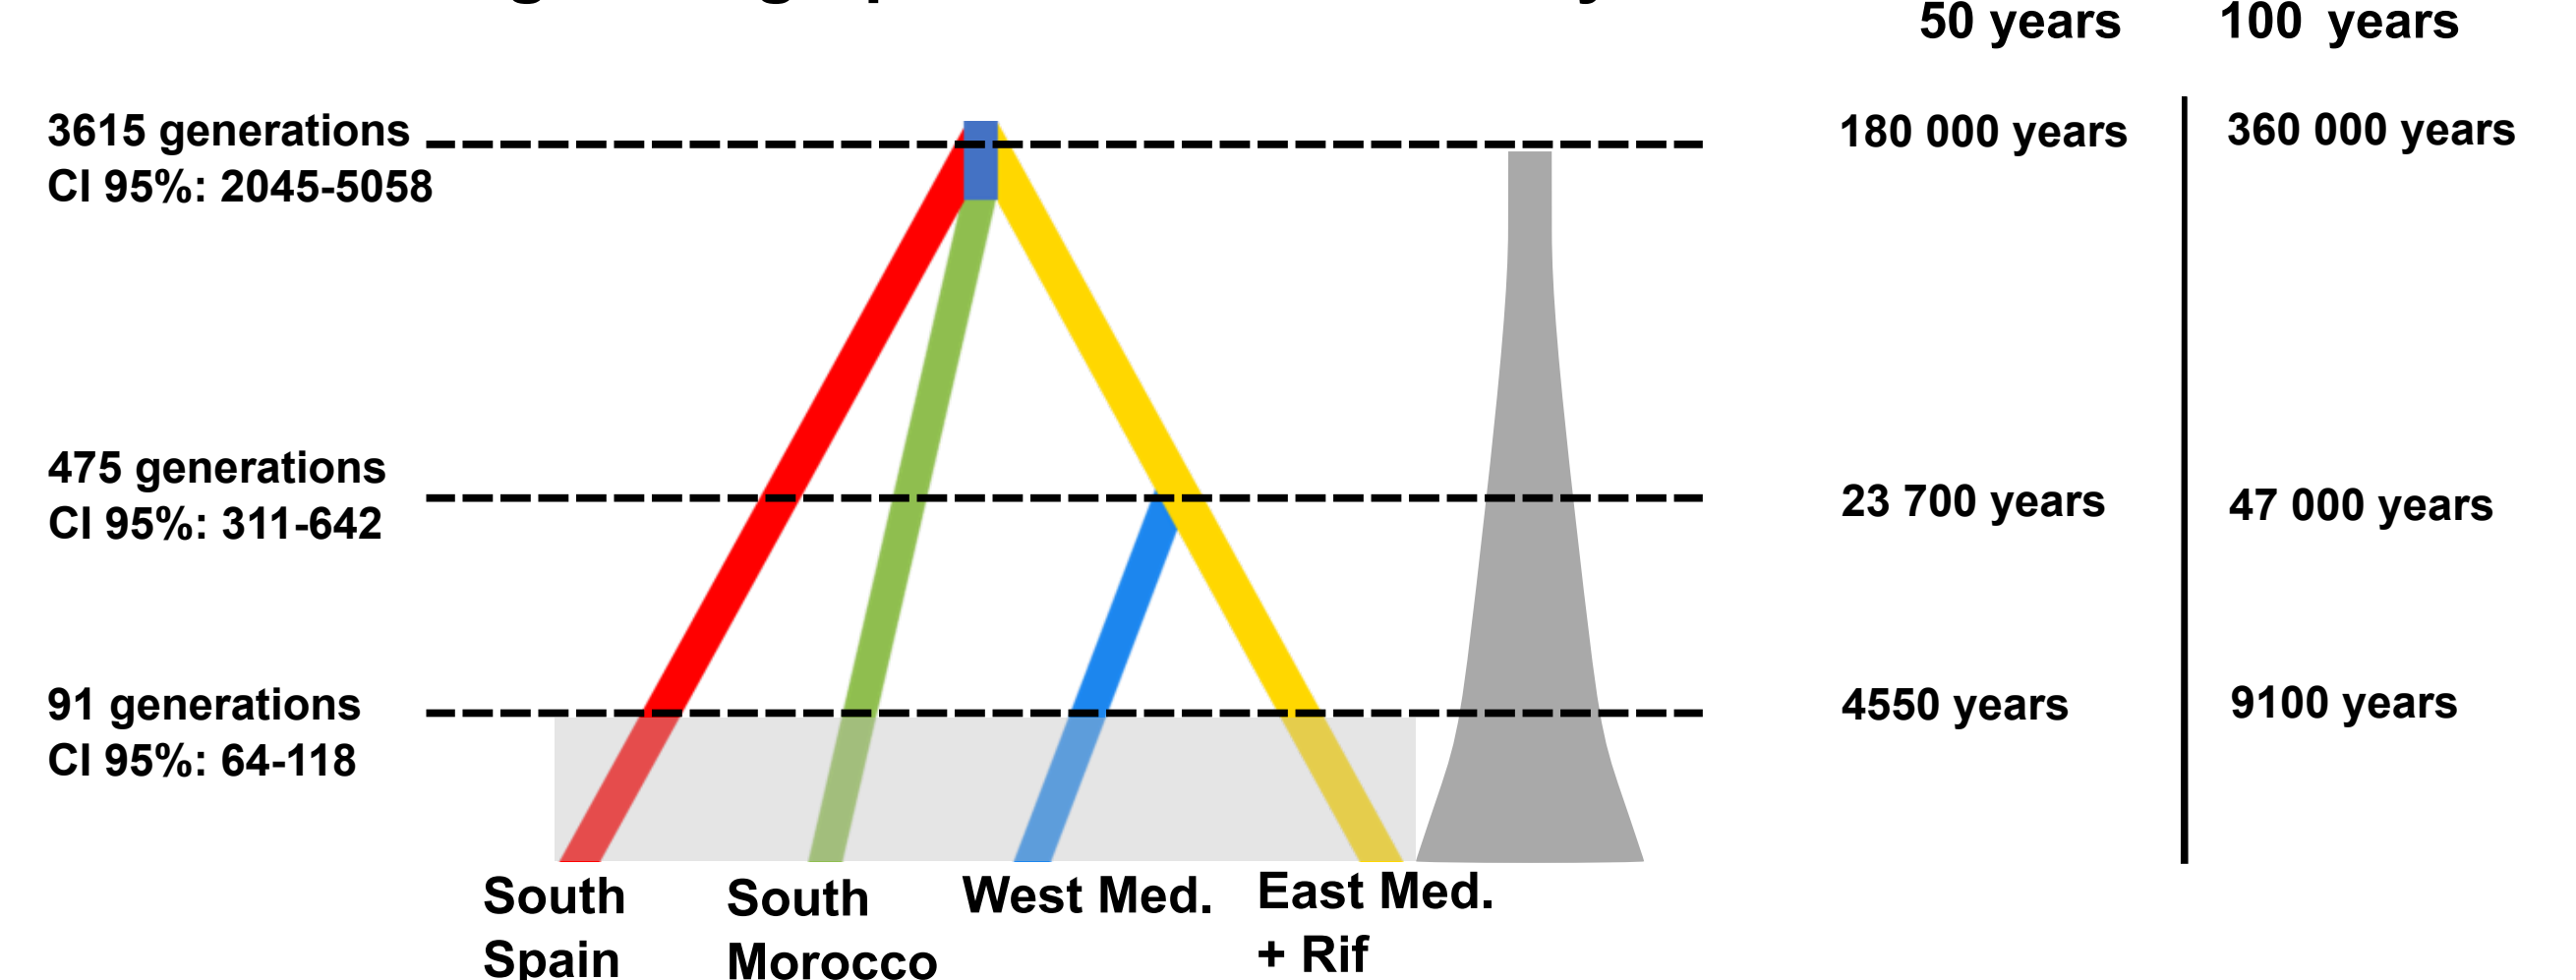 50 years
100 years
3615 generations
CI 95%: 2045-5058
180 000 years
360 000 years
475 generations
CI 95%: 311-642
23 700 years
47 000 years
91 generations
CI 95%: 64-118
4550 years
9100 years
South
Spain
South
Morocco
West Med.
East Med.
+ Rif